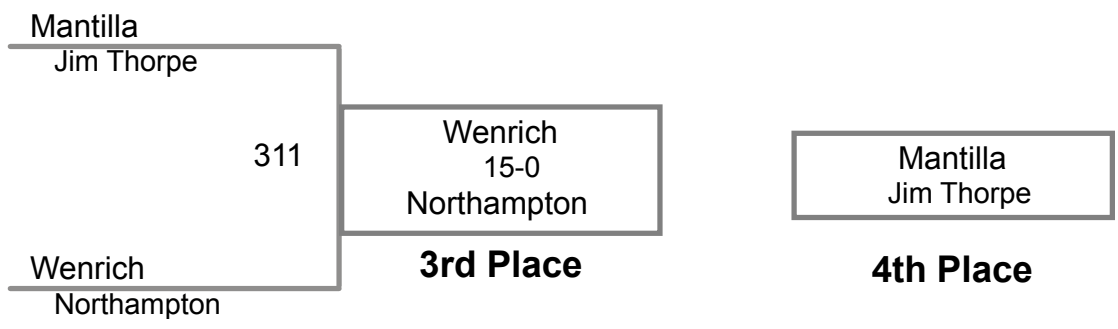 Mantilla
Jim Thorpe
311
Wenrich
15-0
Northampton
3rd Place
Wenrich
Northampton
Mantilla
Jim Thorpe
4th Place